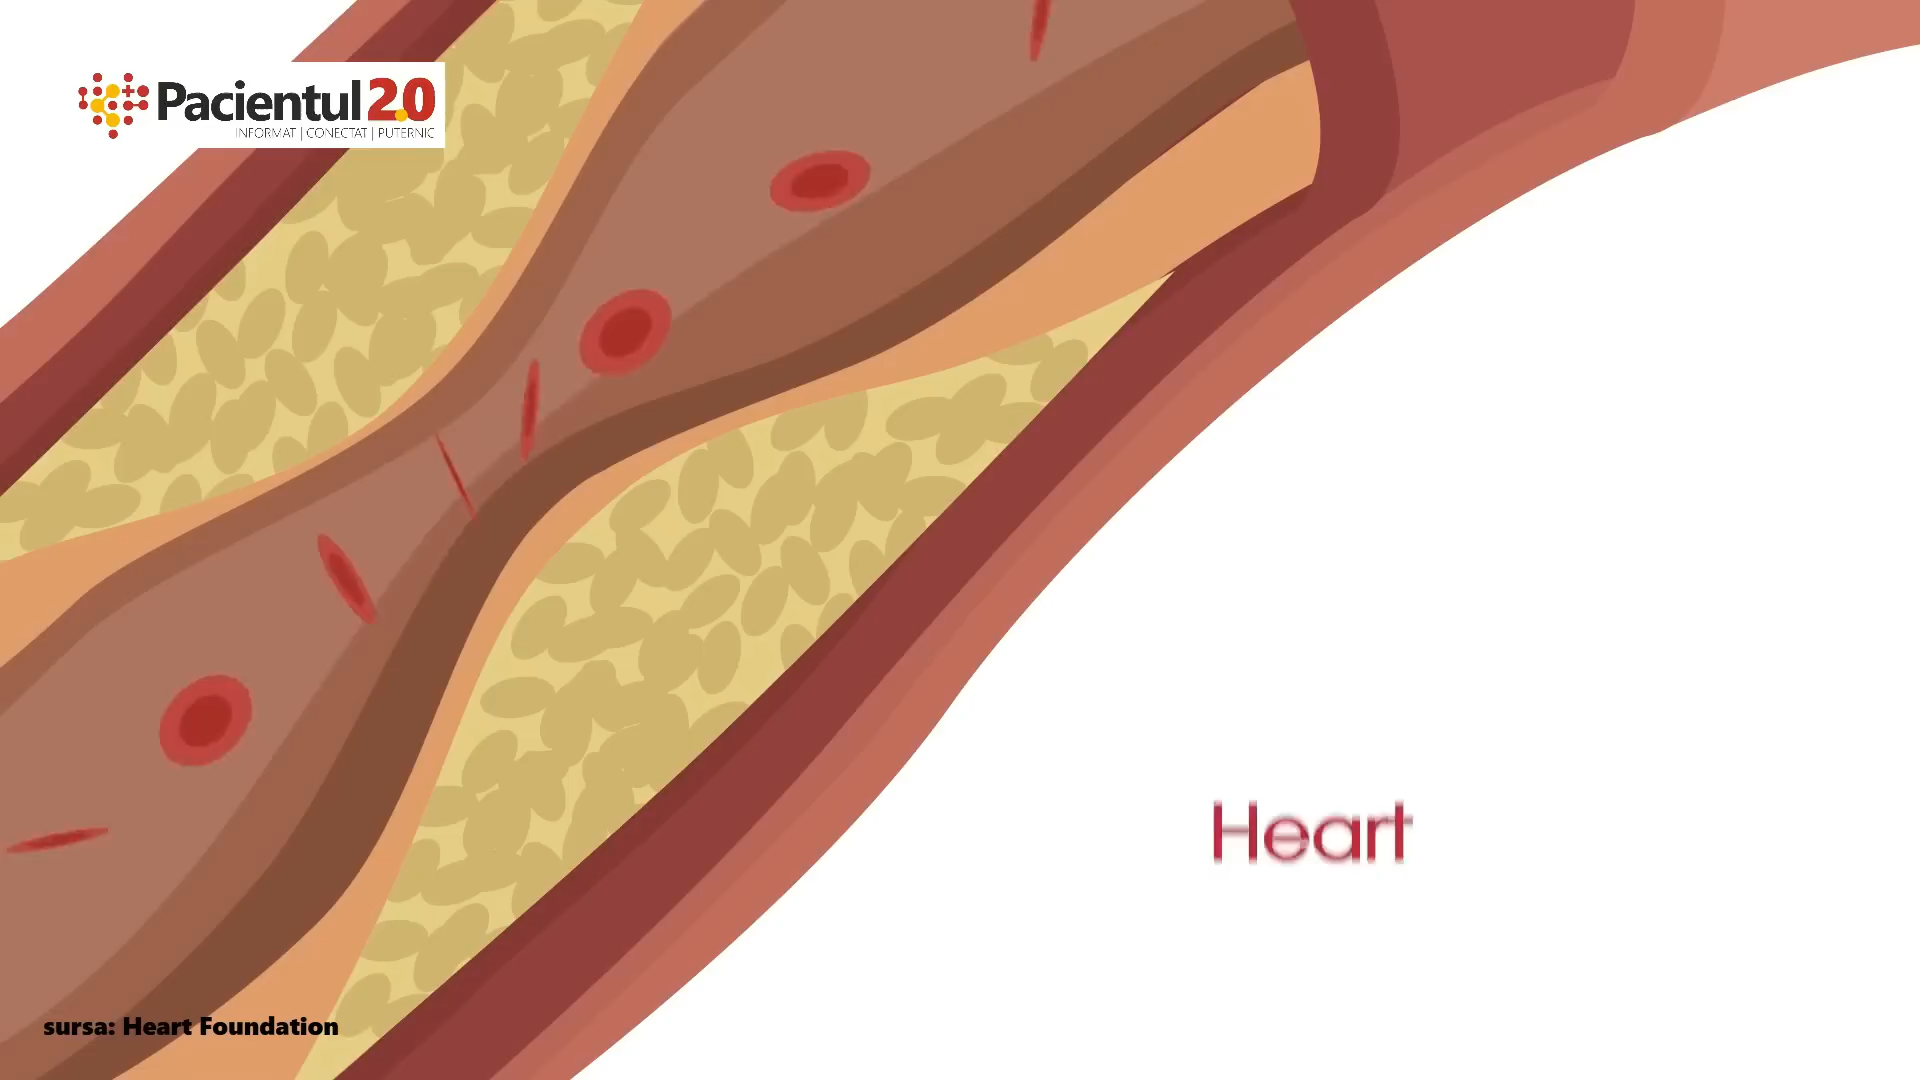 Pacientul 2.0
INFORMAT | CONECTAT | PUTERNIC
Heart
sursa: Heart Foundation